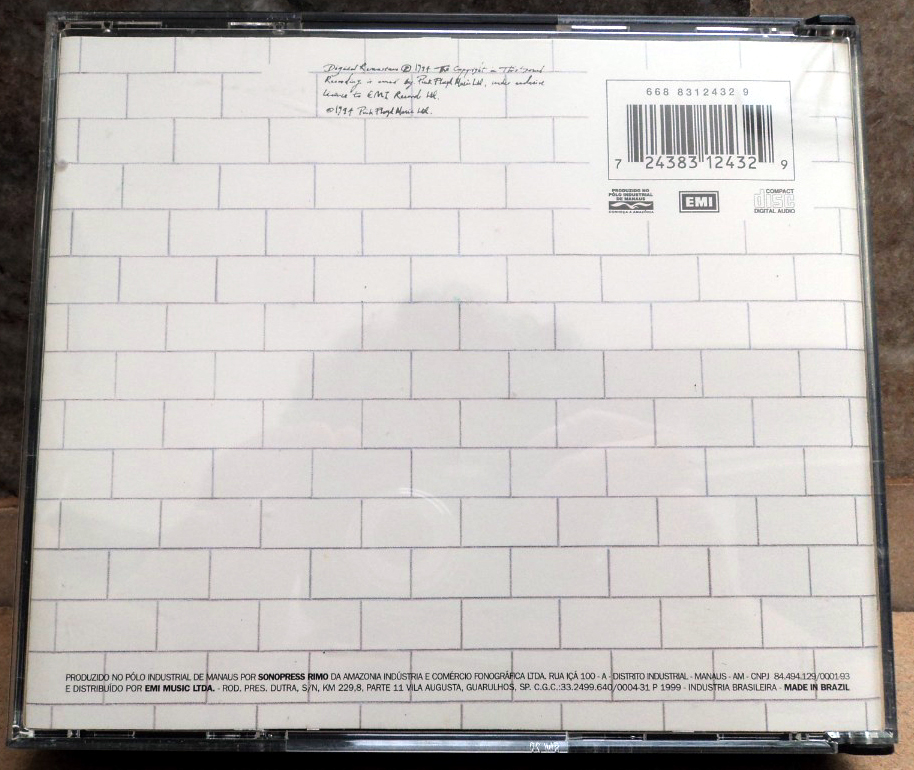 Digital Remaster ℗ 1994 The Copyright in This Sound
Recording is owned by Pink Floyd Music Ltd. under exclusive
licence to EMI Records Ltd.
©1994 Pink Floyd Music Ltd.
668 8312432 9
7 24383 12432 9
PRODUZIDO NO
PÓLO INDUSTRIAL
DE MANAUS
CONHEÇA A AMAZÔNIA
EMI
COMPACT
disc
DIGITAL AUDIO
PRODUZIDO NO PÓLO INDUSTRIAL DE MANAUS POR SONOPRESS RIMO DA AMAZONIA INDÚSTRIA E COMÉRCIO FONOGRÁFICA LTDA. RUA IÇÁ 100 - A - DISTRITO INDUSTRIAL - MANAUS - AM - CNPJ 84.494.129/0001-93
E DISTRIBUÍDO POR EMI MUSIC LTDA. - ROD. PRES. DUTRA, S/N, KM 229,8, PARTE 11 VILA AUGUSTA, GUARULHOS, SP. C.G.C.:33.2499.640/0004-31 P 1999 - INDUSTRIA BRASILEIRA - MADE IN BRAZIL